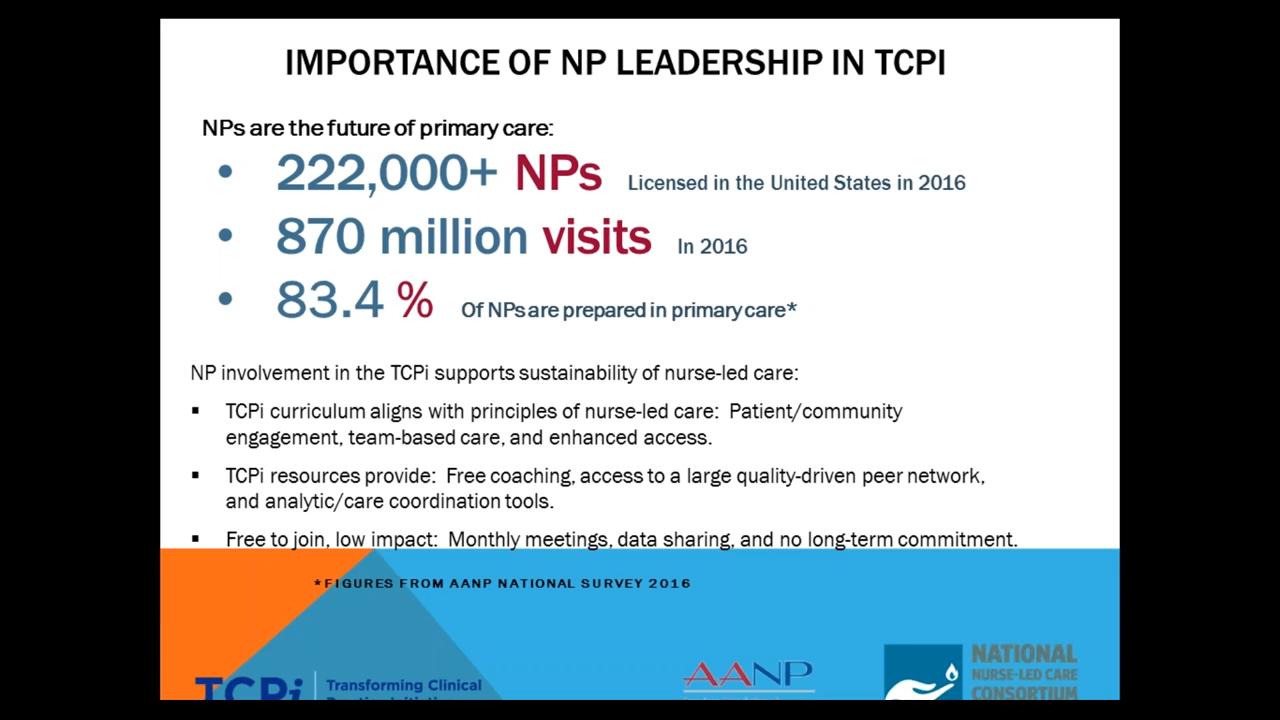 IMPORTANCE OF NP LEADERSHIP IN TCPI
NPs are the future of primary care:
• 222,000+ NPs Licensed in the United States in 2016
• 870 million visits In 2016
• 83.4 % Of NPs are prepared in primary care*
NP involvement in the TCPi supports sustainability of nurse-led care:
▪ TCPi curriculum aligns with principles of nurse-led care: Patient/community
engagement, team-based care, and enhanced access.
▪ TCPi resources provide: Free coaching, access to a large quality-driven peer network,
and analytic/care coordination tools.
▪ Free to join, low impact: Monthly meetings, data sharing, and no long-term commitment.
*FIGURES FROM AANP NATIONAL SURVEY 2016
TCPi Transforming Clinical
AANP
NATIONAL
NURSE-LED CARE
CONSORTIUM